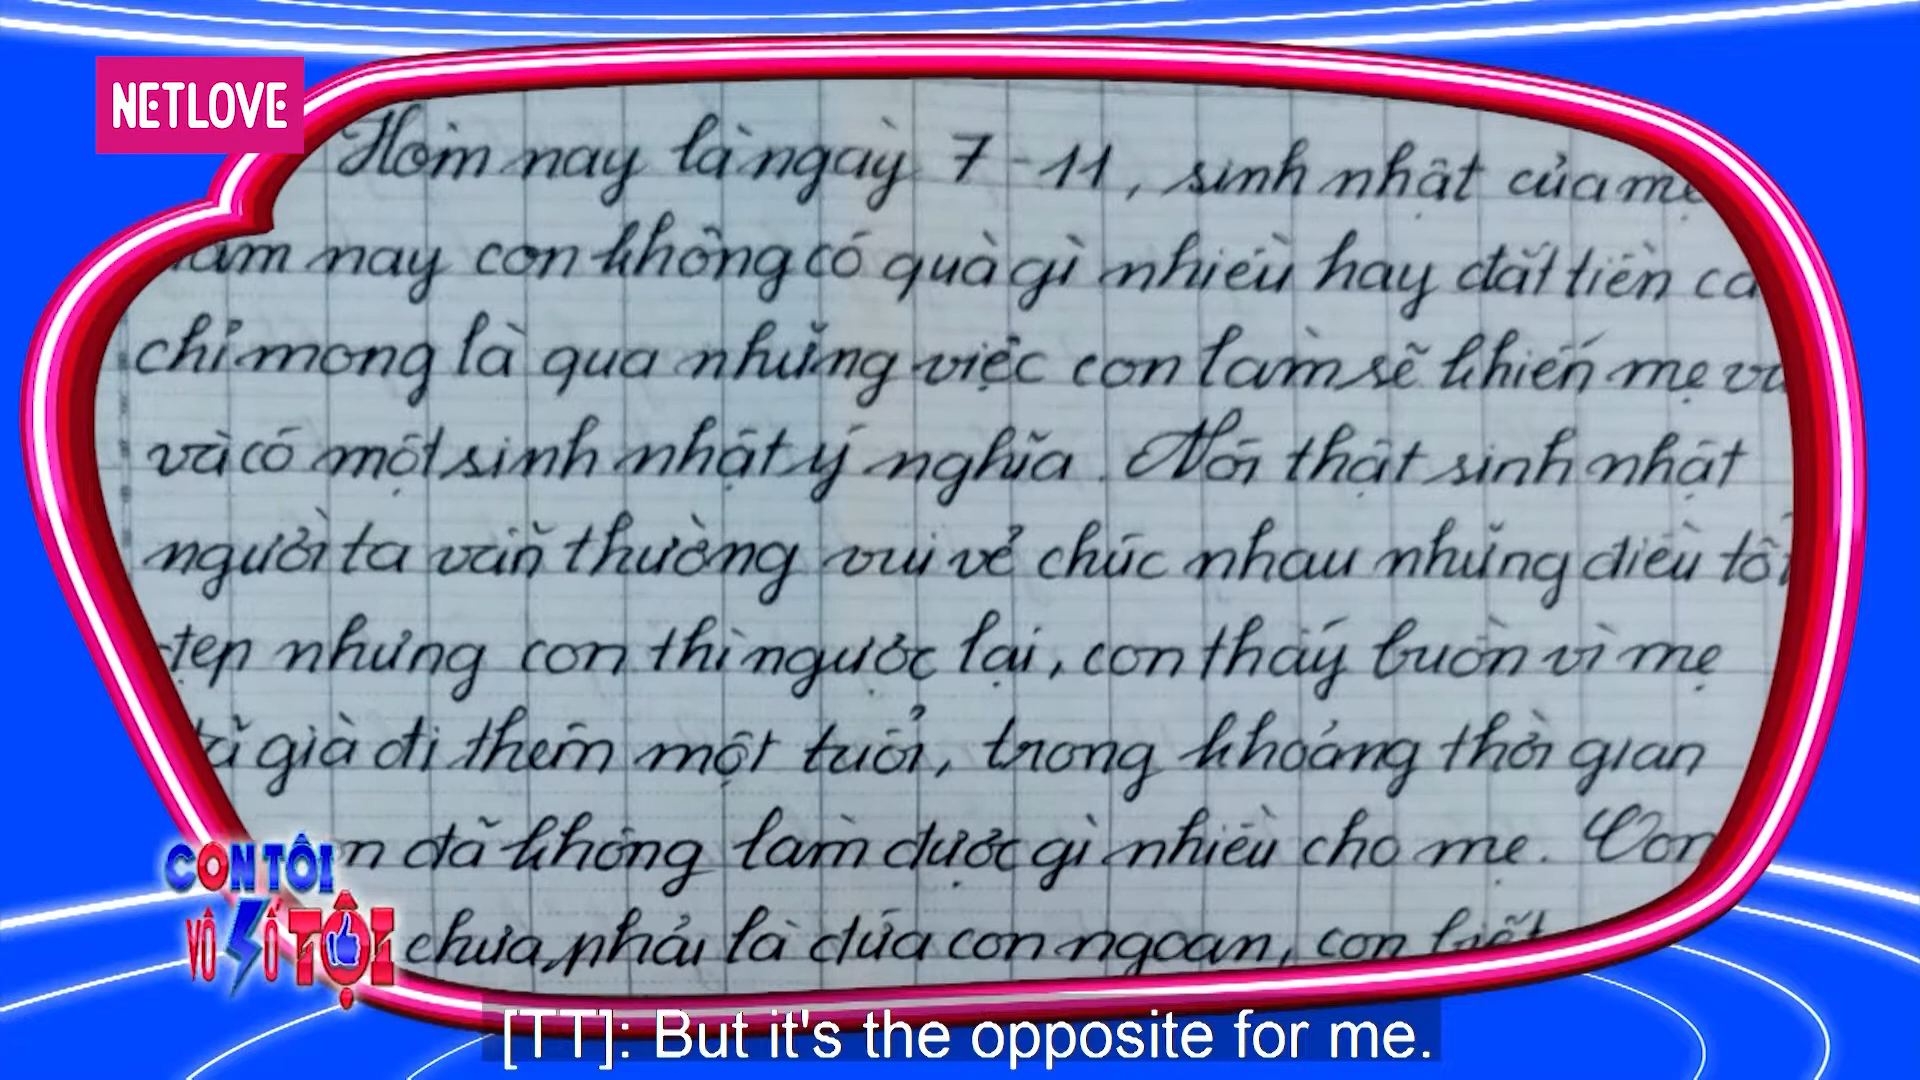 NETLOVE
Hôm nay là ngày 7-11, sinh nhật của mẹ
nay con không có quà gì nhiều hay đắt tiền
chỉ mong là qua những việc con làm sẽ khiến mẹ
và có một sinh nhật ý nghĩa. Nói thật sinh nhật
người ta vẫn thường vui vẻ chúc nhau những điều tốt
đẹp nhưng con thì ngược lại, con thấy buồn vì mẹ
già đi thêm một tuổi, trong khoảng thời gian
đã không làm được gì nhiều cho mẹ. Con
chưa phải là đứa con ngoan, con biết
CON TÔI
VÔ SỐ TỘI
[TT]: But it's the opposite for me.